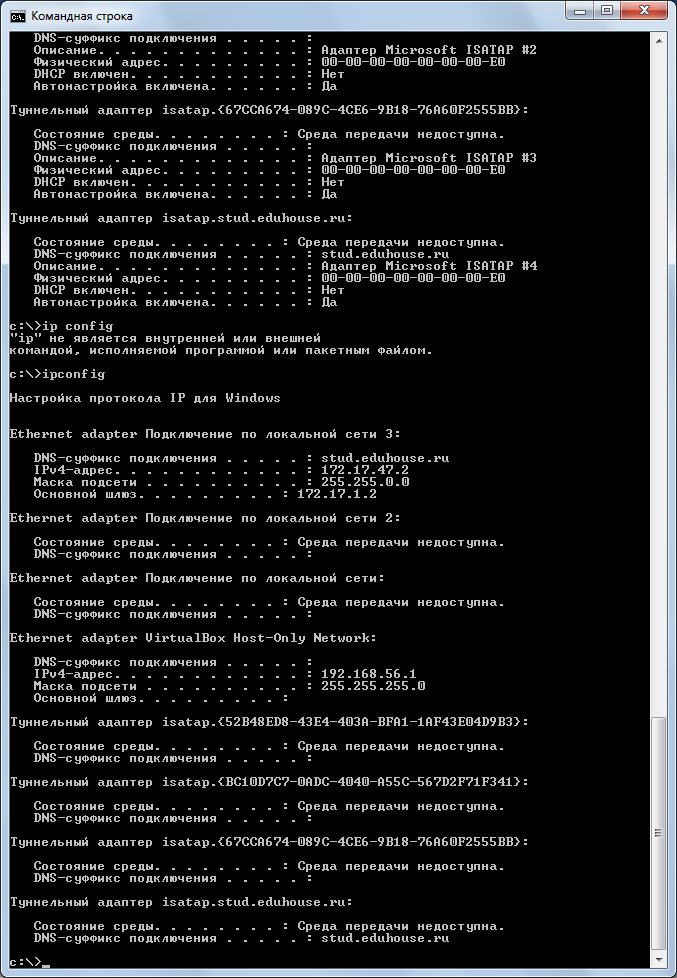 Командная строка
DNS-суффикс подключения . . . . . :
Описание. . . . . . . . . . . . . : Адаптер Microsoft ISATAP #2
Физический адрес. . . . . . . . . : 00-00-00-00-00-00-00-E0
DHCP включен. . . . . . . . . . . : Нет
Автонастройка включена. . . . . . : Да
Туннельный адаптер isatap.{67CCA674-089C-4CE6-9B18-76A60F2555BB}:
Состояние среды. . . . . . . . : Среда передачи недоступна.
DNS-суффикс подключения . . . . . :
Описание. . . . . . . . . . . . . : Адаптер Microsoft ISATAP #3
Физический адрес. . . . . . . . . : 00-00-00-00-00-00-00-E0
DHCP включен. . . . . . . . . . . : Нет
Автонастройка включена. . . . . . : Да
Туннельный адаптер isatap.stud.eduhouse.ru:
Состояние среды. . . . . . . . : Среда передачи недоступна.
DNS-суффикс подключения . . . . . : stud.eduhouse.ru
Описание. . . . . . . . . . . . . : Адаптер Microsoft ISATAP #4
Физический адрес. . . . . . . . . : 00-00-00-00-00-00-00-E0
DHCP включен. . . . . . . . . . . : Нет
Автонастройка включена. . . . . . : Да
c:\>ip config
"ip" не является внутренней или внешней
командой, исполняемой программой или пакетным файлом.
c:\>ipconfig
Настройка протокола IP для Windows
Ethernet adapter Подключение по локальной сети 3:
DNS-суффикс подключения . . . . . : stud.eduhouse.ru
IPv4-адрес. . . . . . . . . . . . : 172.17.47.2
Маска подсети . . . . . . . . . . : 255.255.0.0
Основной шлюз. . . . . . . . . : 172.17.1.2
Ethernet adapter Подключение по локальной сети 2:
Состояние среды. . . . . . . . : Среда передачи недоступна.
DNS-суффикс подключения . . . . . :
Ethernet adapter Подключение по локальной сети:
Состояние среды. . . . . . . . : Среда передачи недоступна.
DNS-суффикс подключения . . . . . :
Ethernet adapter VirtualBox Host-Only Network:
DNS-суффикс подключения . . . . . :
IPv4-адрес. . . . . . . . . . . . : 192.168.56.1
Маска подсети . . . . . . . . . . : 255.255.255.0
Основной шлюз. . . . . . . . . :
Туннельный адаптер isatap.{52B48ED8-43E4-403A-BFA1-1AF43E04D9B3}:
Состояние среды. . . . . . . . : Среда передачи недоступна.
DNS-суффикс подключения . . . . . :
Туннельный адаптер isatap.{BC10D7C7-0ADC-4040-A55C-567D2F71F341}:
Состояние среды. . . . . . . . : Среда передачи недоступна.
DNS-суффикс подключения . . . . . :
Туннельный адаптер isatap.{67CCA674-089C-4CE6-9B18-76A60F2555BB}:
Состояние среды. . . . . . . . : Среда передачи недоступна.
DNS-суффикс подключения . . . . . :
Туннельный адаптер isatap.stud.eduhouse.ru:
Состояние среды. . . . . . . . : Среда передачи недоступна.
DNS-суффикс подключения . . . . . : stud.eduhouse.ru
c:\>_